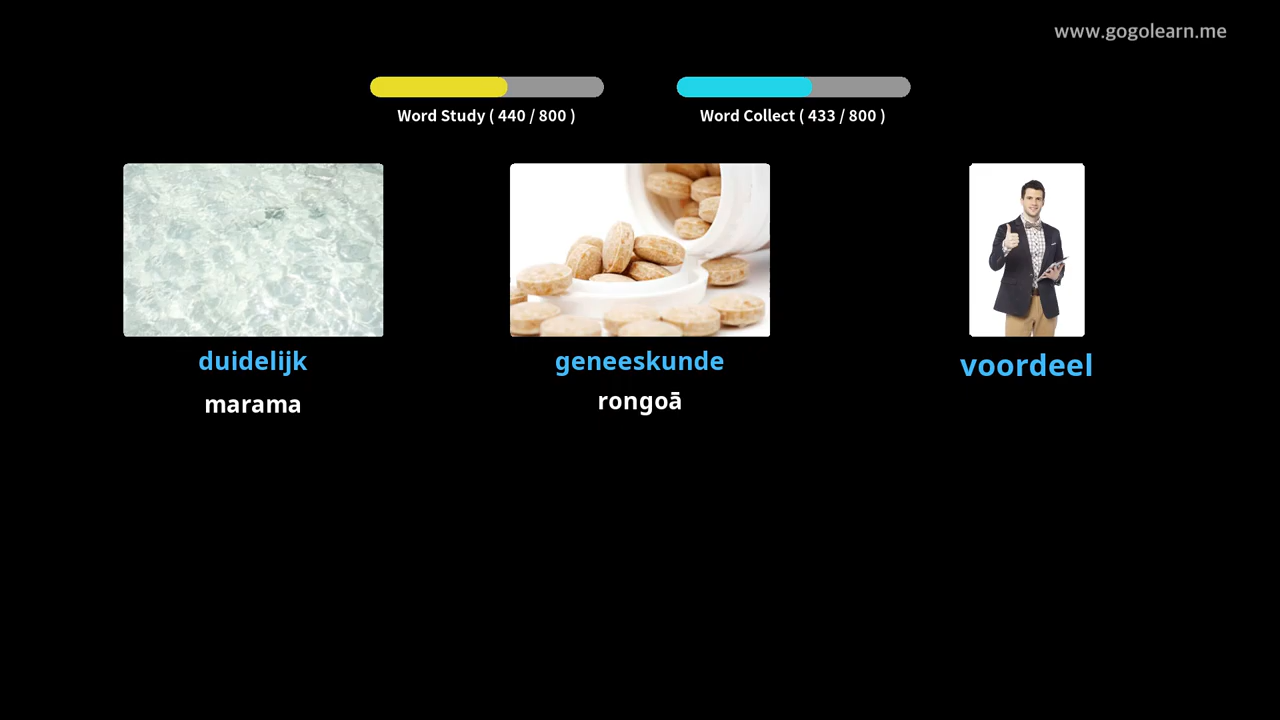 www.gogolearn.me
Word Study ( 440 / 800 )
Word Collect ( 433 / 800 )
duidelijk
marama
geneeskunde
rongoā
voordeel